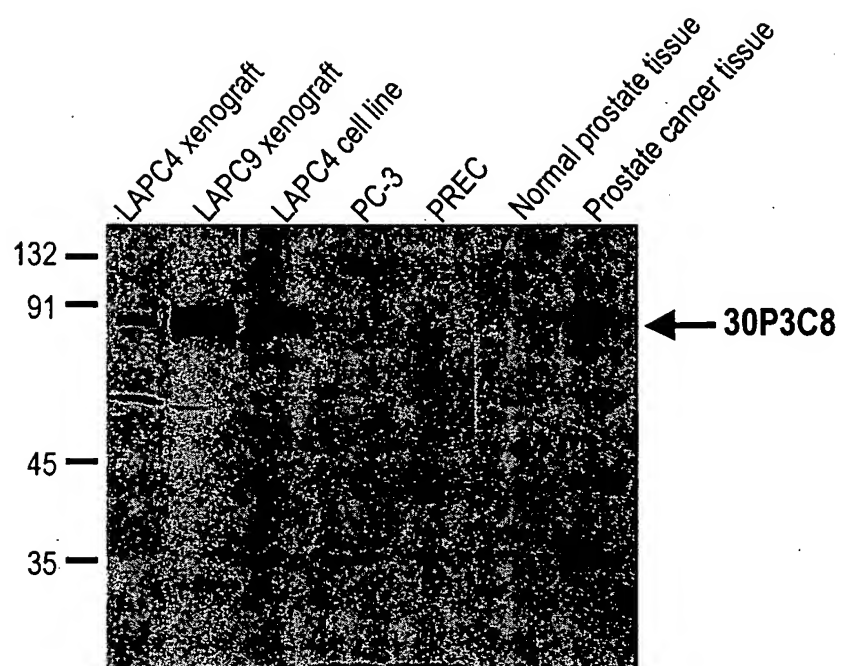 LAPC4 xenograft
LAPC9 xenograft
LAPC4 cell line
PC-3
PREC
Normal prostate tissue
Prostate cancer tissue
132
91
30P3C8
45
35